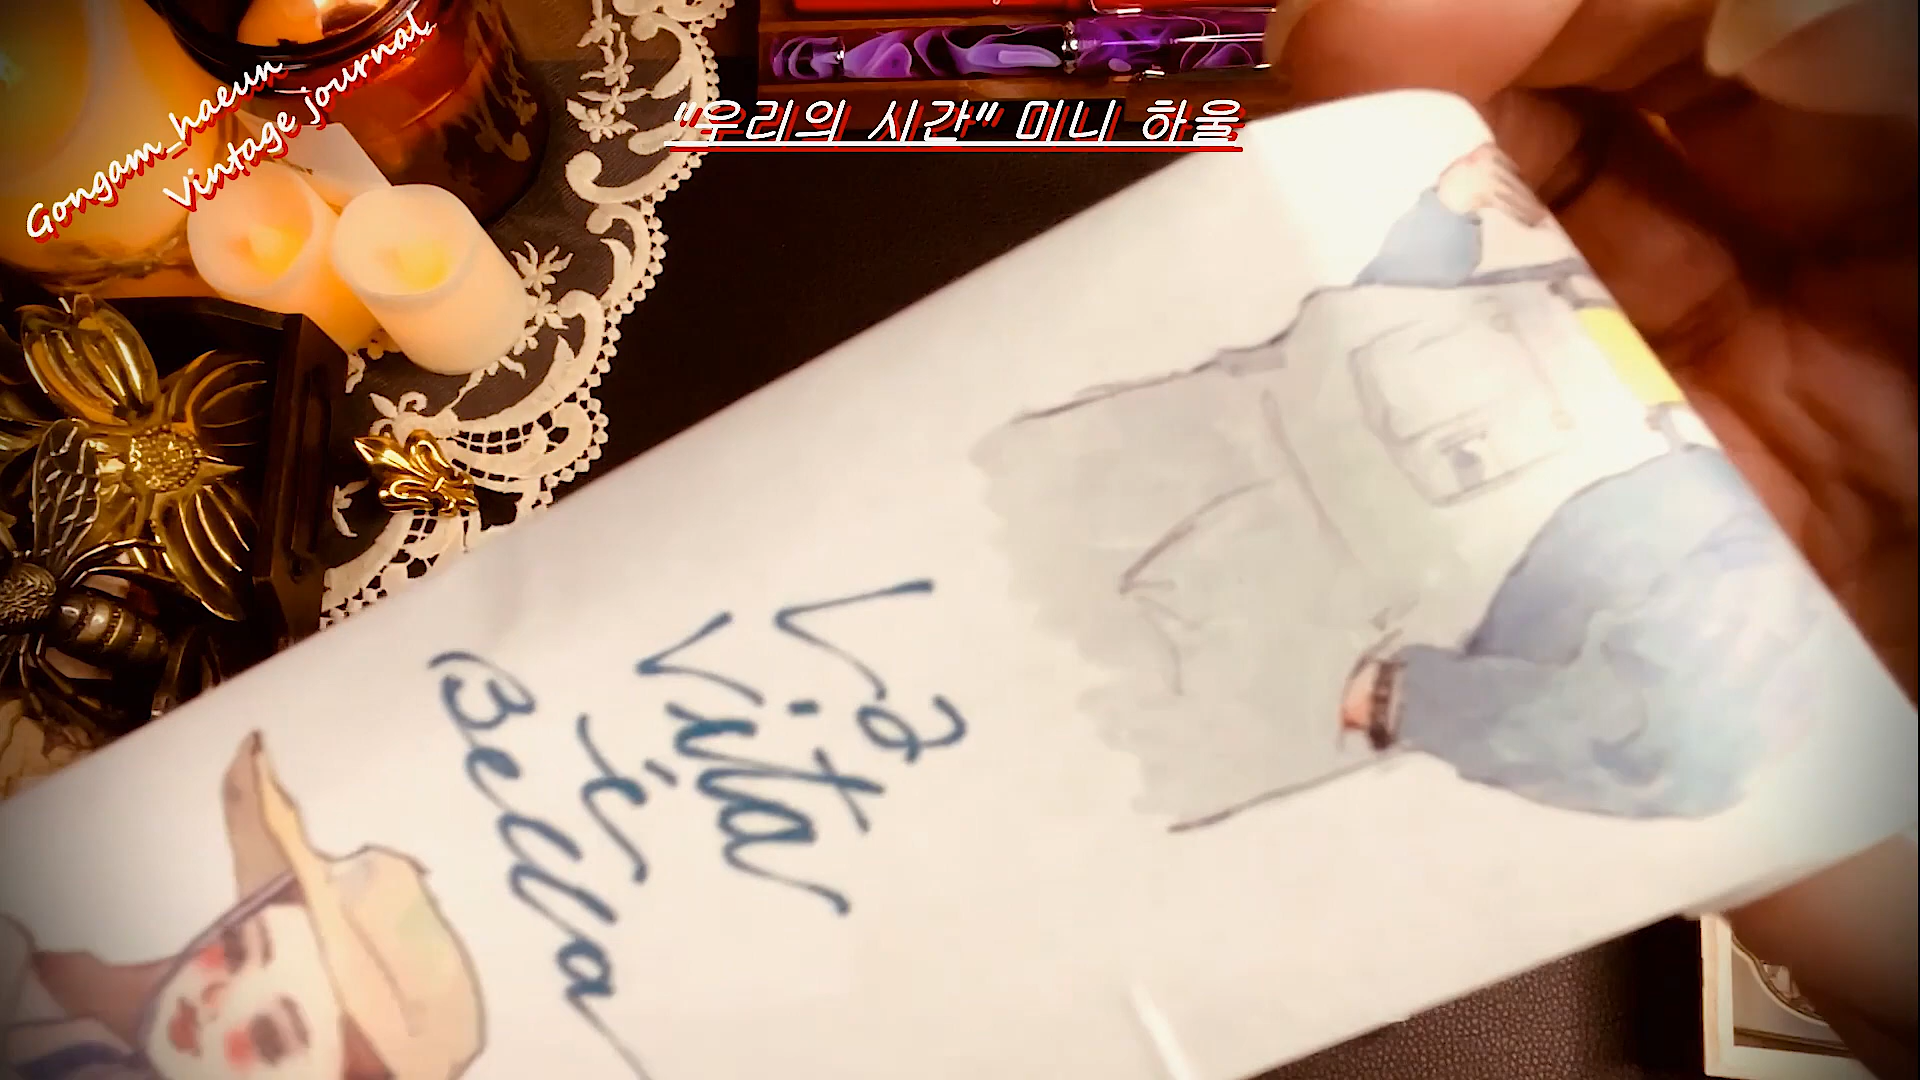 Gongam_haeun
Vintage journal
"우리의 시간" 미니 하울
La
Vita
è
Bella